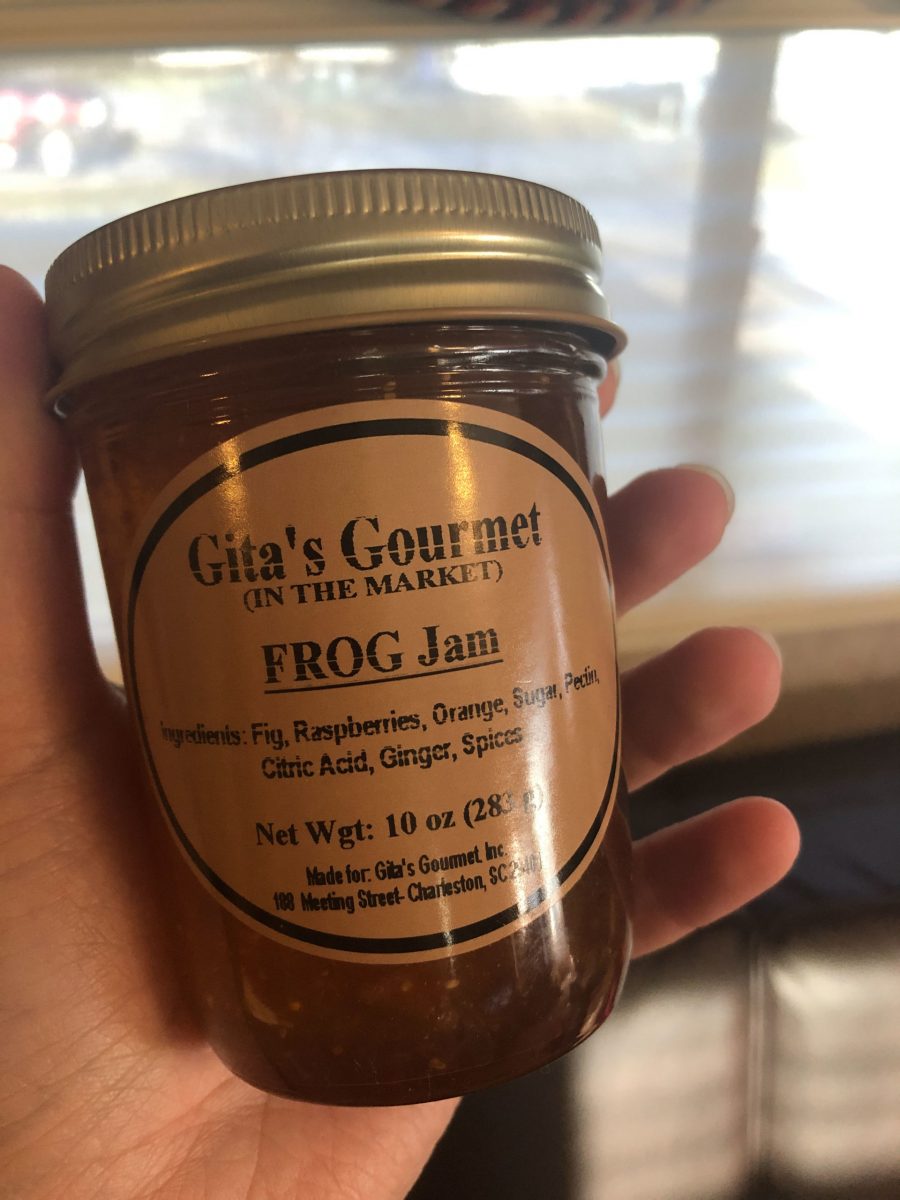 Gita's Gourmet
(IN THE MARKET)
FROG Jam
Ingredients: Fig, Raspberries, Orange, Sugar, Pectin,
Citric Acid, Ginger, Spices
Net Wgt: 10 oz (283 g)
Made for: Gita's Gourmet, Inc.
188 Meeting Street- Charleston, SC